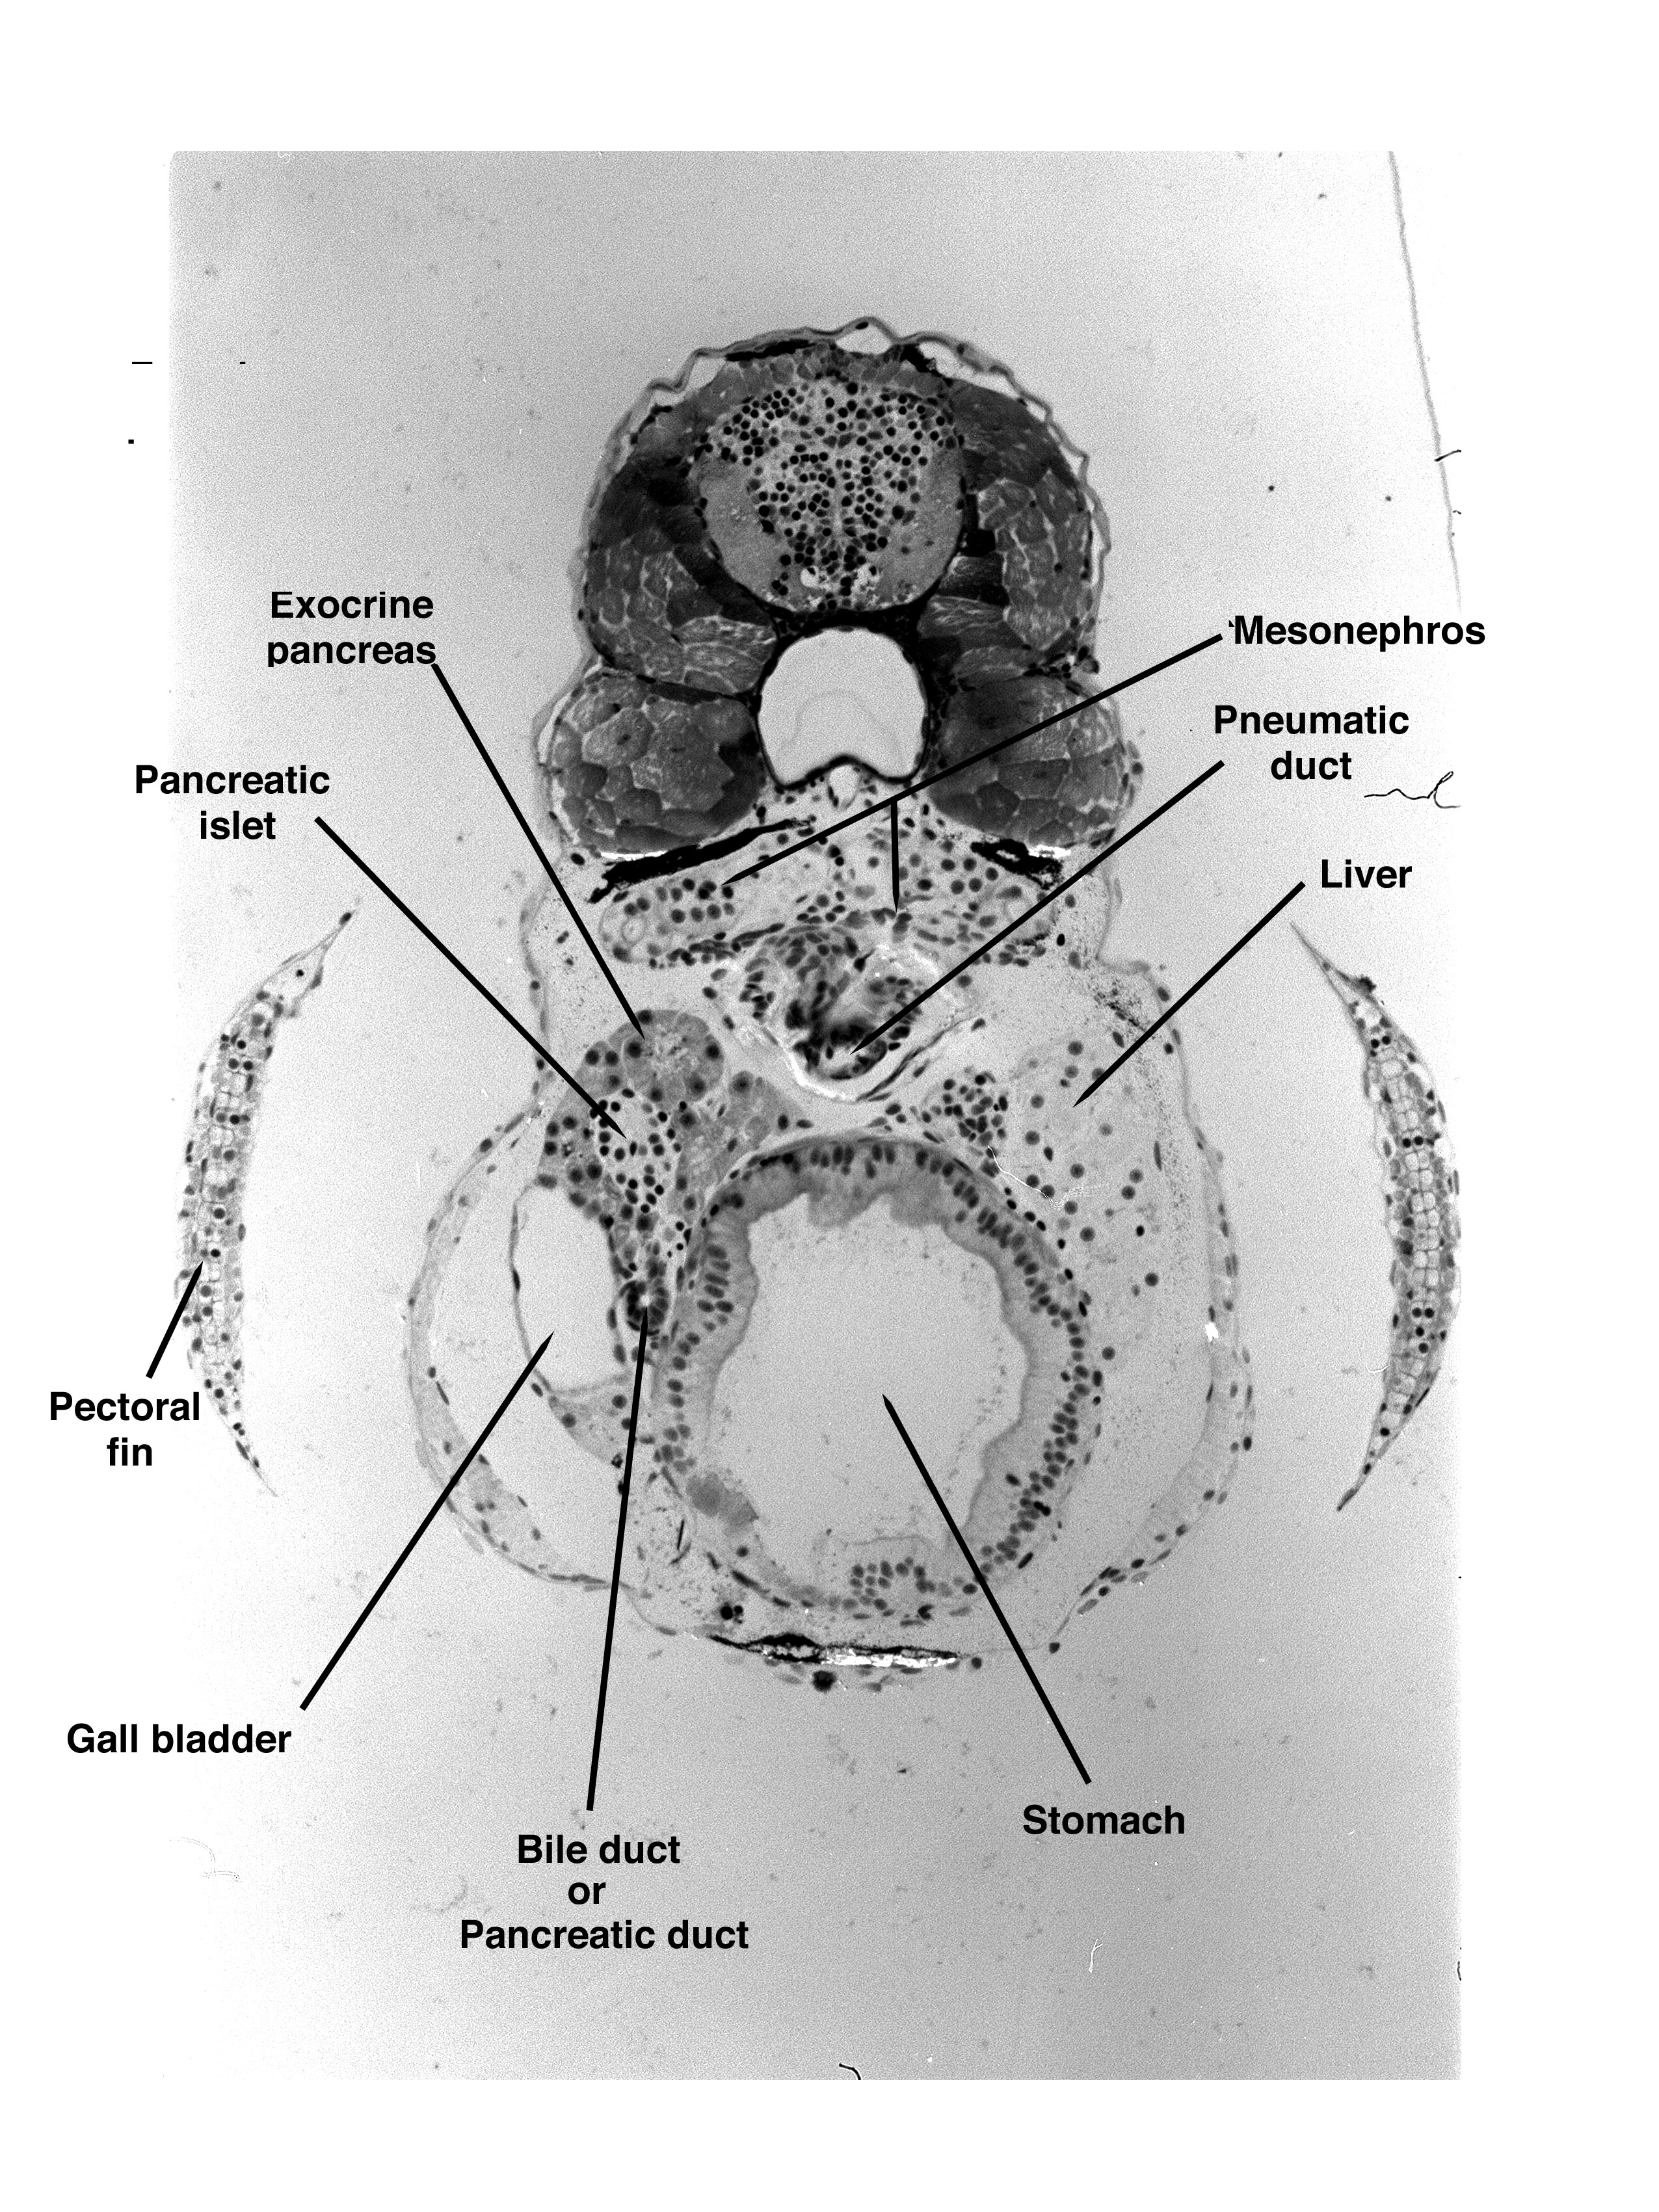 Exocrine
pancreas
Mesonephros
Pneumatic
duct
Pancreatic
islet
Liver
Pectoral
fin
Gall bladder
Stomach
Bile duct
or
Pancreatic duct